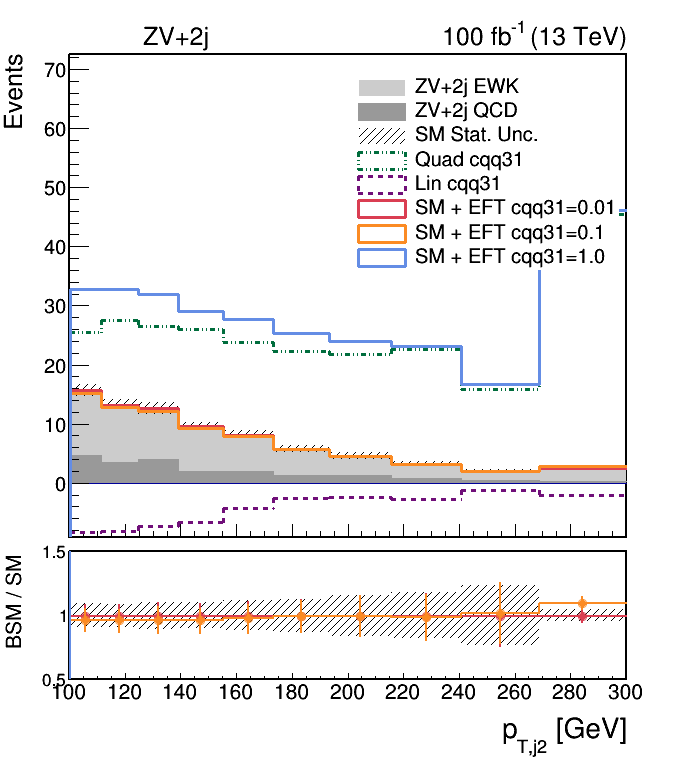 ZV+2j 100 fb⁻¹ (13 TeV)
Events
70
60
50
40
30
20
10
0
ZV+2j EWK
ZV+2j QCD
SM Stat. Unc.
Quad cqq31
Lin cqq31
SM + EFT cqq31=0.01
SM + EFT cqq31=0.1
SM + EFT cqq31=1.0
BSM / SM
1.5
1
0.5
100 120 140 160 180 200 220 240 260 280 300
p_T,j2 [GeV]